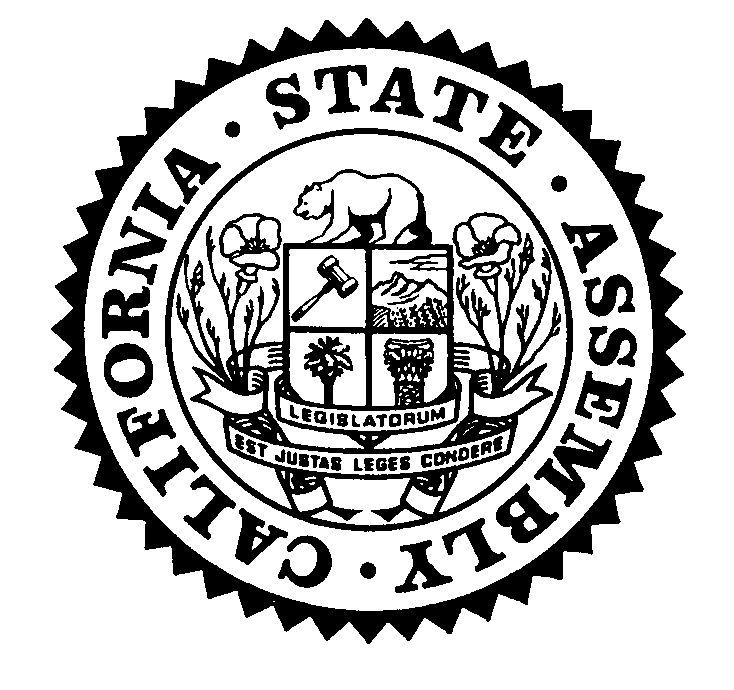 CALIFORNIA · STATE · ASSEMBLY ·
LEGISLATORUM
EST JUSTAS LEGES CONDERE